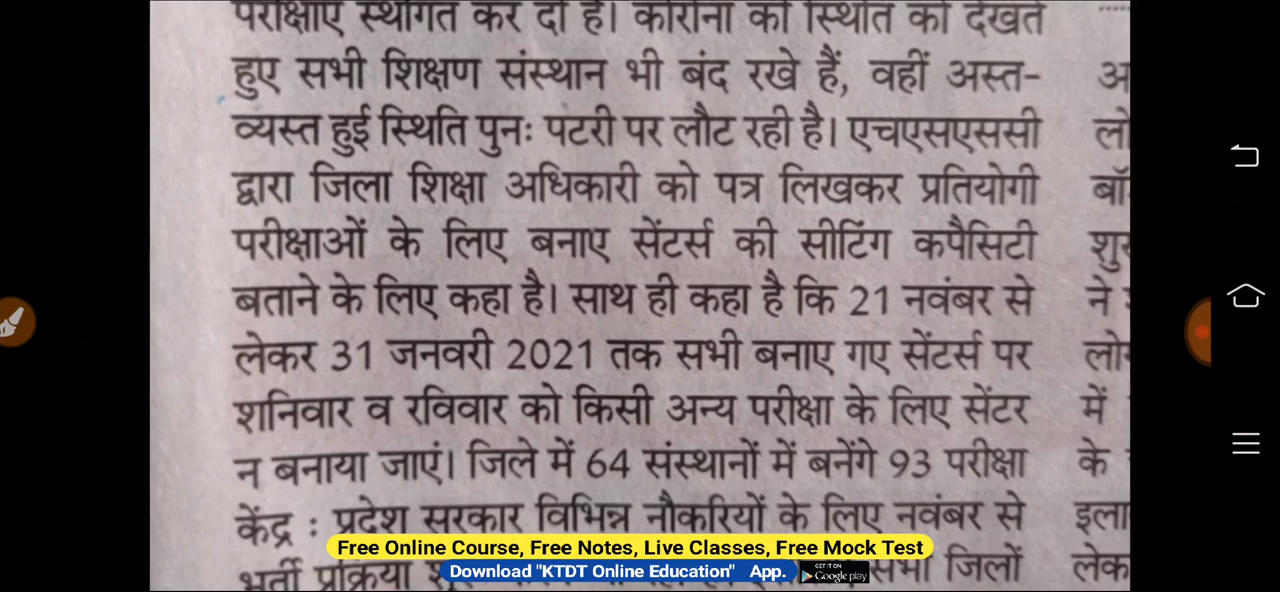 परीक्षाएं स्थगित कर दी हैं। कोरोना की स्थिति को देखते
हुए सभी शिक्षण संस्थान भी बंद रखे हैं, वहीं अस्त-
व्यस्त हुई स्थिति पुनः पटरी पर लौट रही है। एचएसएससी
द्वारा जिला शिक्षा अधिकारी को पत्र लिखकर प्रतियोगी
परीक्षाओं के लिए बनाए सेंटर्स की सीटिंग कपैसिटी
बताने के लिए कहा है। साथ ही कहा है कि 21 नवंबर से
लेकर 31 जनवरी 2021 तक सभी बनाए गए सेंटर्स पर
शनिवार व रविवार को किसी अन्य परीक्षा के लिए सेंटर
न बनाया जाएं। जिले में 64 संस्थानों में बनेंगे 93 परीक्षा
केंद्र : प्रदेश सरकार विभिन्न नौकरियों के लिए नवंबर से
भर्ती प्रक्रिया सभी जिलों
ने
में
के
Free Online Course, Free Notes, Live Classes, Free Mock Test
Download "KTDT Online Education" App.
GET IT ON
Google play